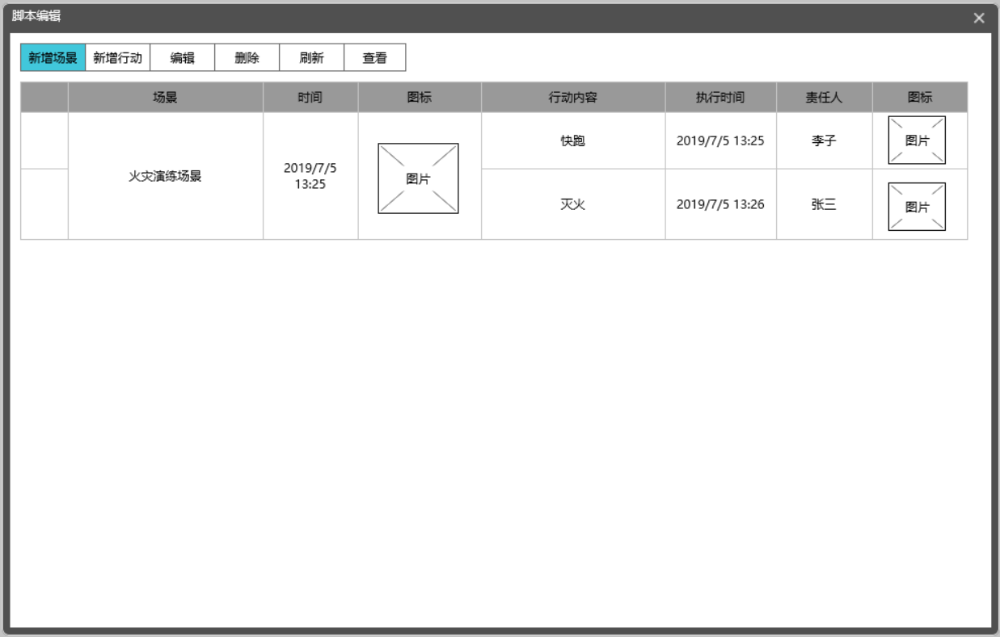 脚本编辑
新增场景 新增行动 编辑 删除 刷新 查看
场景 时间 图标 行动内容 执行时间 责任人 图标
火灾演练场景
2019/7/5
13:25
图片
快跑 2019/7/5 13:25 李子 图片
灭火 2019/7/5 13:26 张三 图片